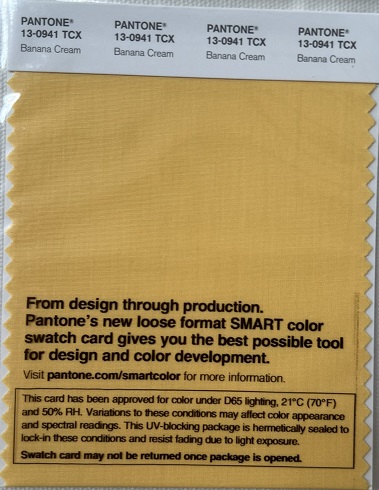 PANTONE® PANTONE® PANTONE® PANTONE®
13-0941 TCX 13-0941 TCX 13-0941 TCX 13-0941 TCX
Banana Cream Banana Cream Banana Cream Banana Cream
From design through production.
Pantone's new loose format SMART color
swatch card gives you the best possible tool
for design and color development.
Visit pantone.com/smartcolor for more information.
This card has been approved for color under D65 lighting, 21°C (70°F)
and 50% RH. Variations to these conditions may affect color appearance
and spectral readings. This UV-blocking package is hermetically sealed to
lock-in these conditions and resist fading due to light exposure.
Swatch card may not be returned once package is opened.